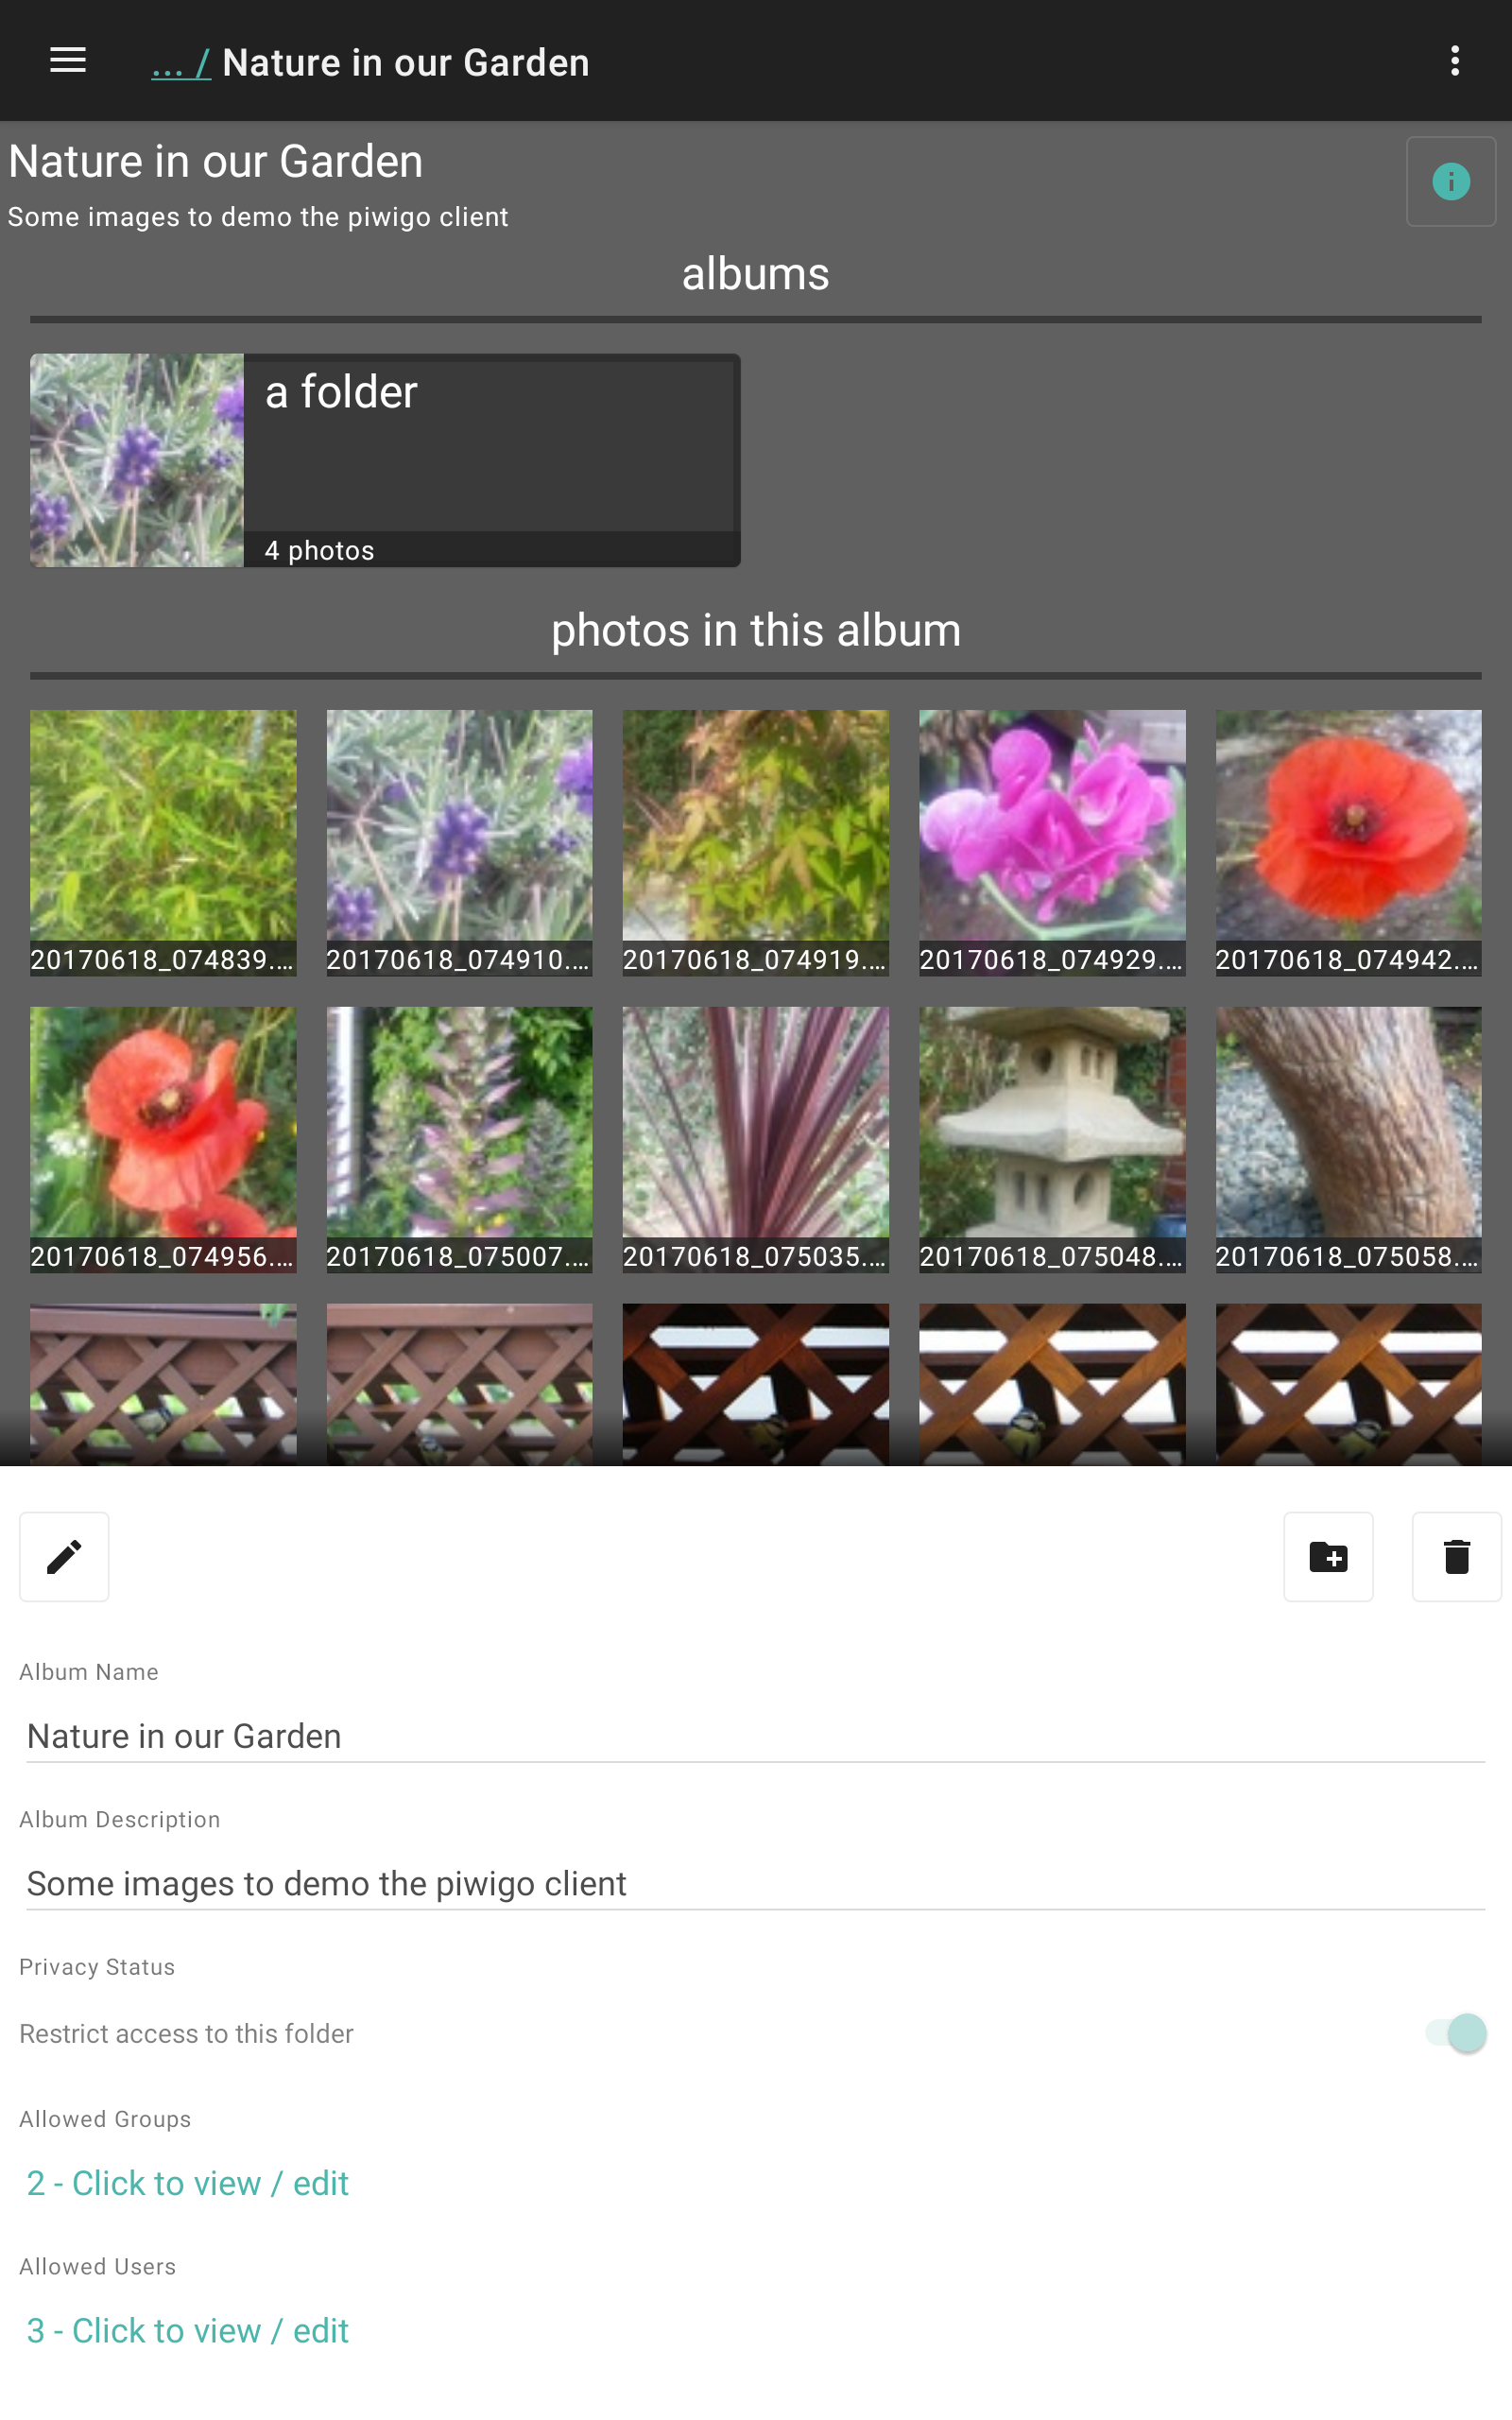 ... / Nature in our Garden
Nature in our Garden
Some images to demo the piwigo client
albums
a folder
4 photos
photos in this album
20170618_074839....
20170618_074910....
20170618_074919....
20170618_074929....
20170618_074942....
20170618_074956....
20170618_075007....
20170618_075035....
20170618_075048....
20170618_075058....
Album Name
Nature in our Garden
Album Description
Some images to demo the piwigo client
Privacy Status
Restrict access to this folder
Allowed Groups
2 - Click to view / edit
Allowed Users
3 - Click to view / edit